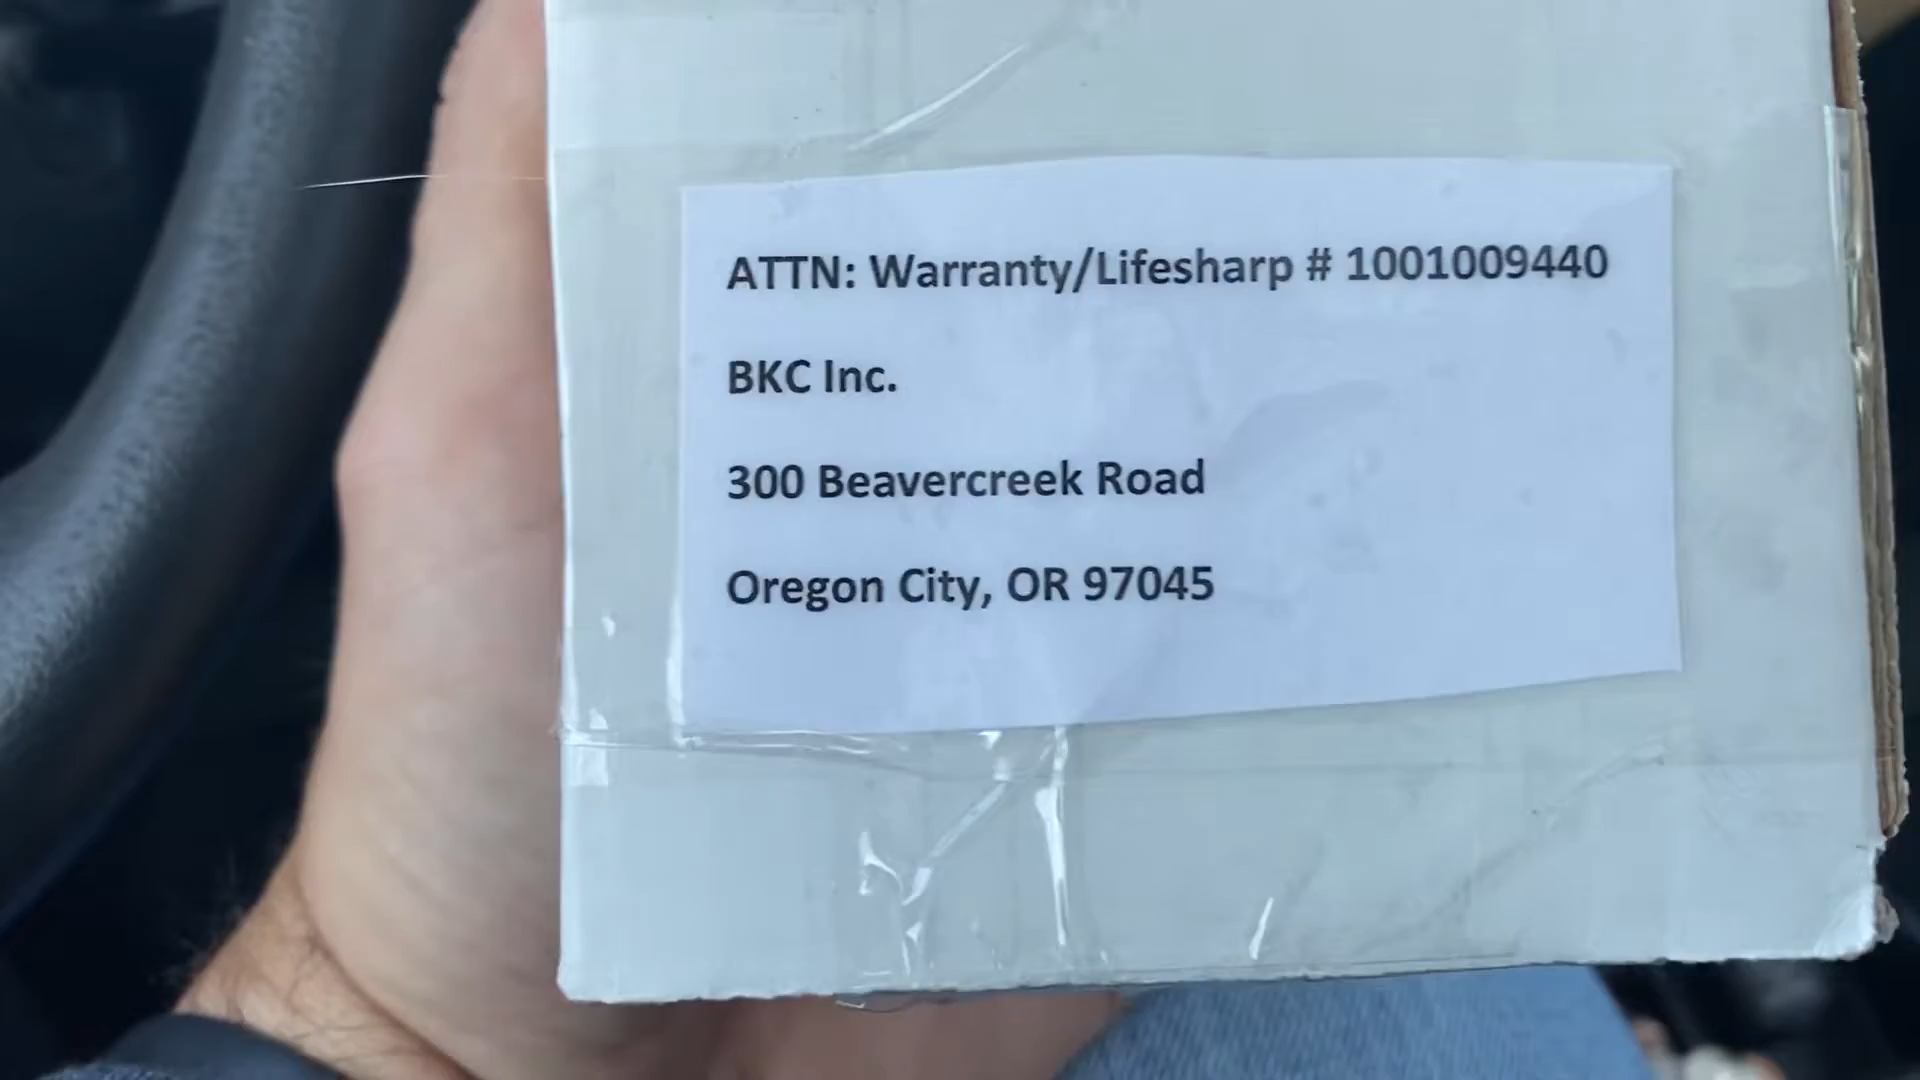 ATTN: Warranty/Lifesharp # 1001009440
BKC Inc.
300 Beavercreek Road
Oregon City, OR 97045